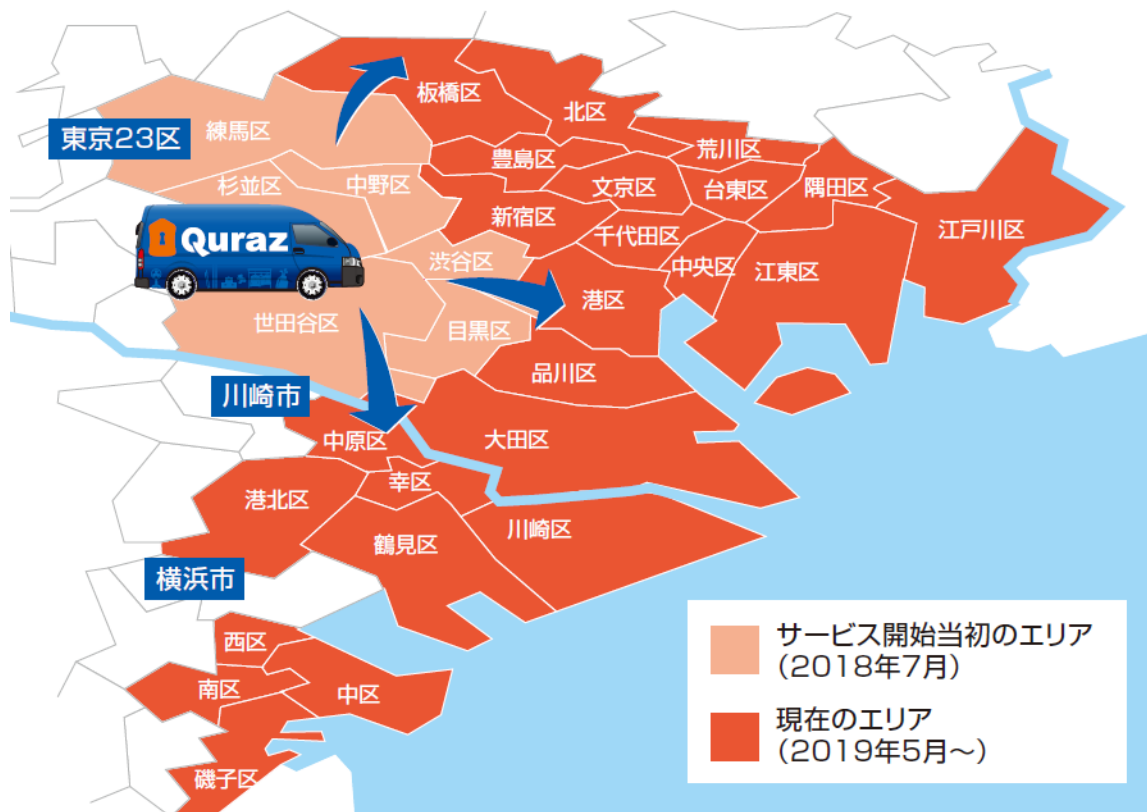 東京23区
練馬区
板橋区
北区
杉並区
中野区
豊島区
荒川区
文京区
台東区
隅田区
江戸川区
新宿区
千代田区
Quraz
渋谷区
中央区
江東区
港区
世田谷区
目黒区
品川区
川崎市
中原区
大田区
幸区
港北区
川崎区
鶴見区
横浜市
西区
南区
中区
磯子区
サービス開始当初のエリア
(2018年7月)
現在のエリア
(2019年5月~)